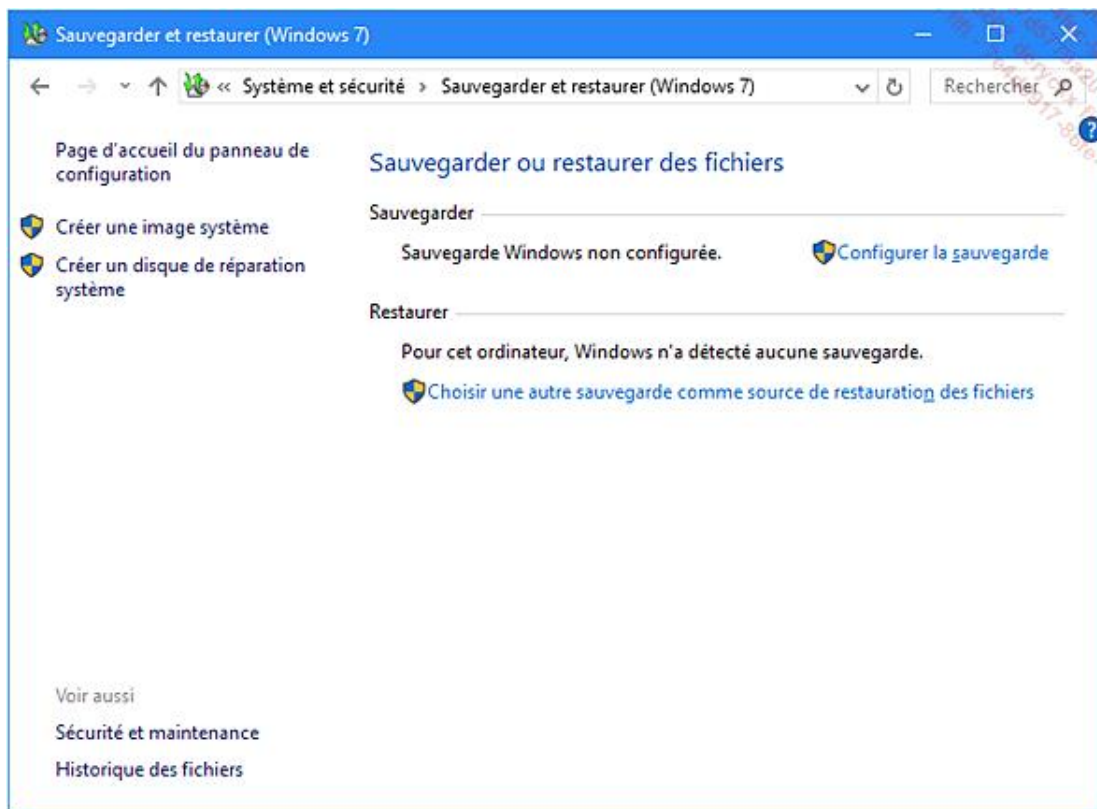 Sauvegarder et restaurer (Windows 7)
« Système et sécurité › Sauvegarder et restaurer (Windows 7)
Rechercher
Page d'accueil du panneau de
configuration
Créer une image système
Créer un disque de réparation
système
Sauvegarder ou restaurer des fichiers
Sauvegarder
Sauvegarde Windows non configurée.
Configurer la sauvegarde
Restaurer
Pour cet ordinateur, Windows n'a détecté aucune sauvegarde.
Choisir une autre sauvegarde comme source de restauration des fichiers
Voir aussi
Sécurité et maintenance
Historique des fichiers